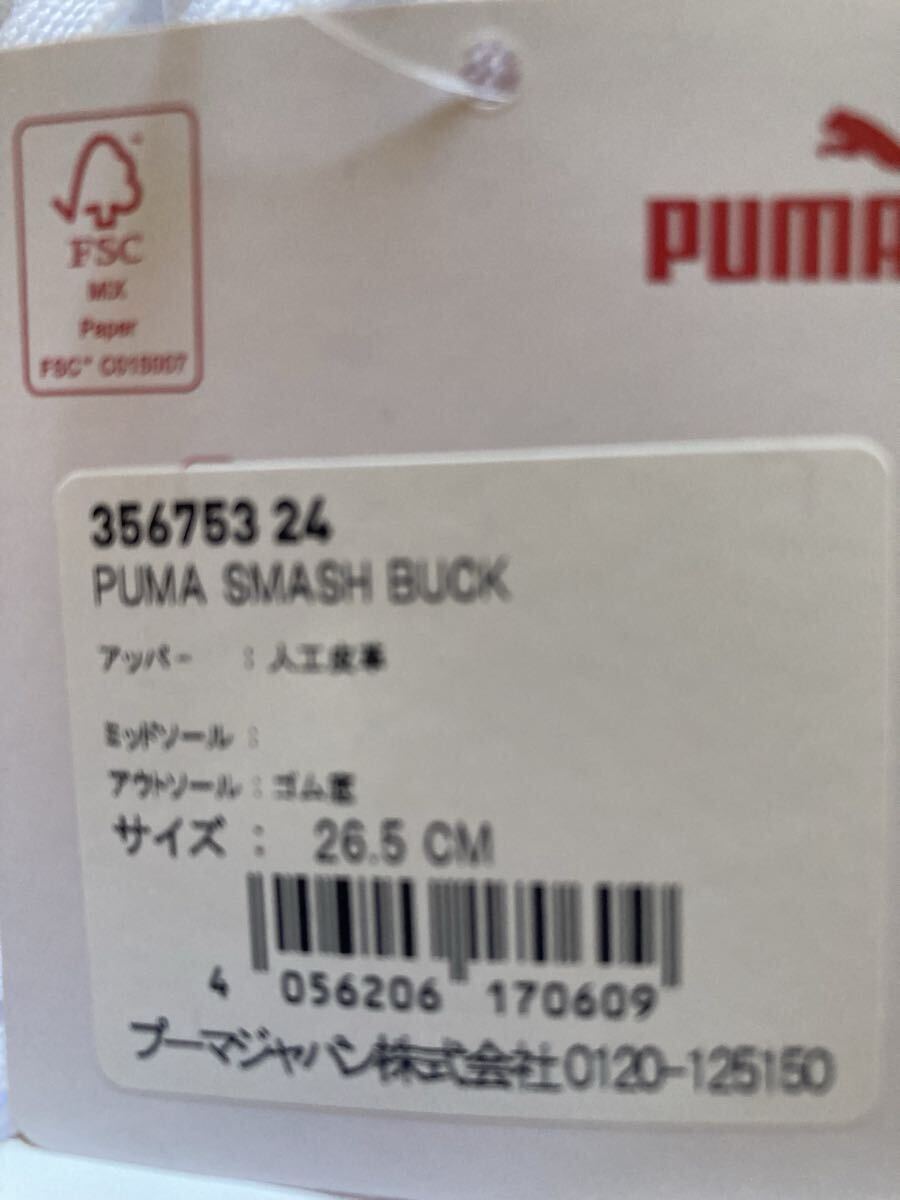 FSC
MIX
Paper
FSC® C019907
PUMA
356753 24
PUMA SMASH BUCK
アッパー : 人工皮革
ミッドソール :
アウトソール : ゴム底
サイズ : 26.5 CM
4 056206 170609
プーマジャパン株式会社0120-125150